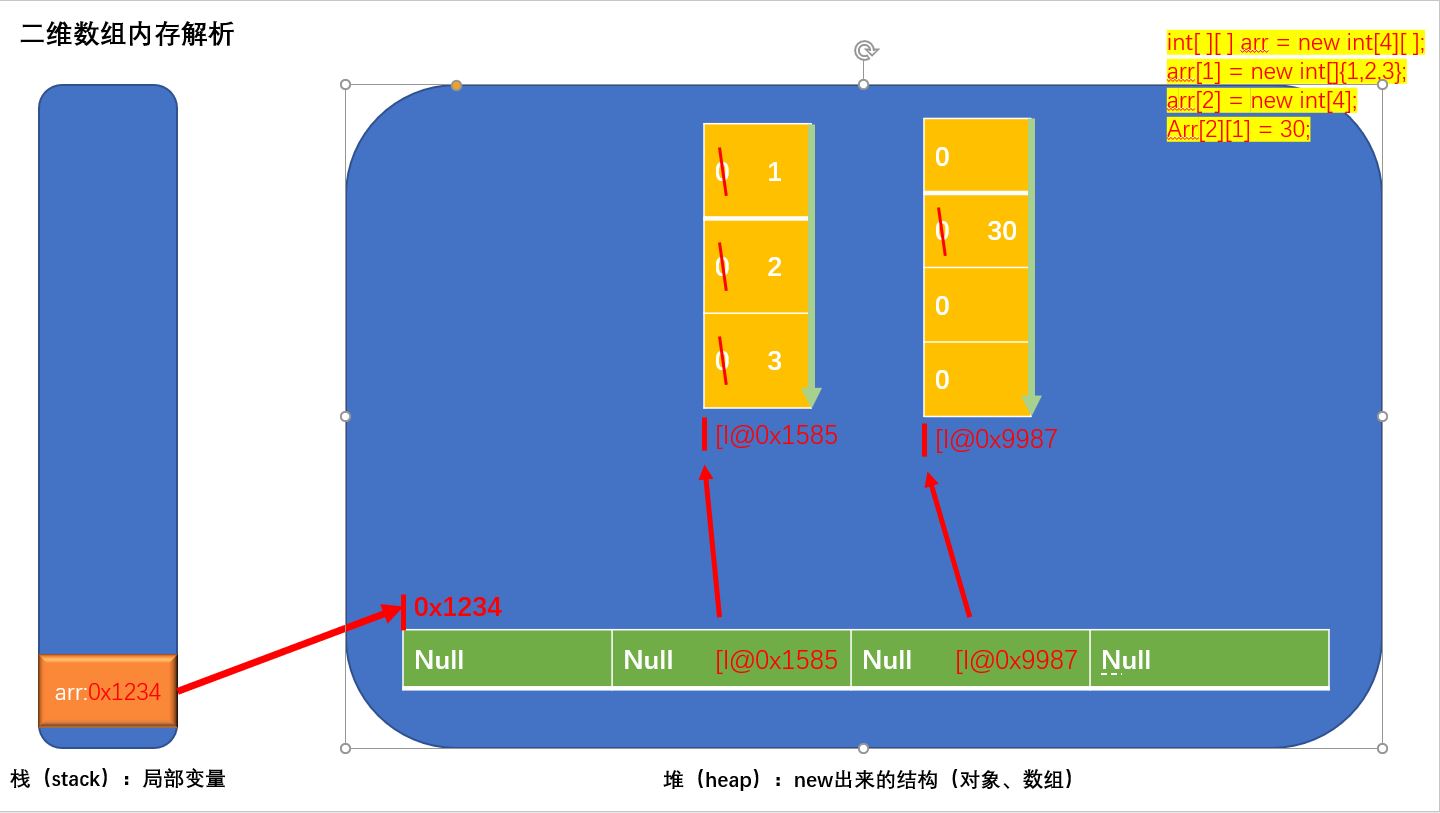 二维数组内存解析
int[ ][ ] arr = new int[4][ ];
arr[1] = new int[]{1,2,3};
arr[2] = new int[4];
Arr[2][1] = 30;
0 1
0 2
0 3
[I@0x1585
0
0 30
0
0
[I@0x9987
0x1234
Null
Null [I@0x1585
Null [I@0x9987
Null
arr:0x1234
栈（stack）：局部变量
堆（heap）：new出来的结构（对象、数组）